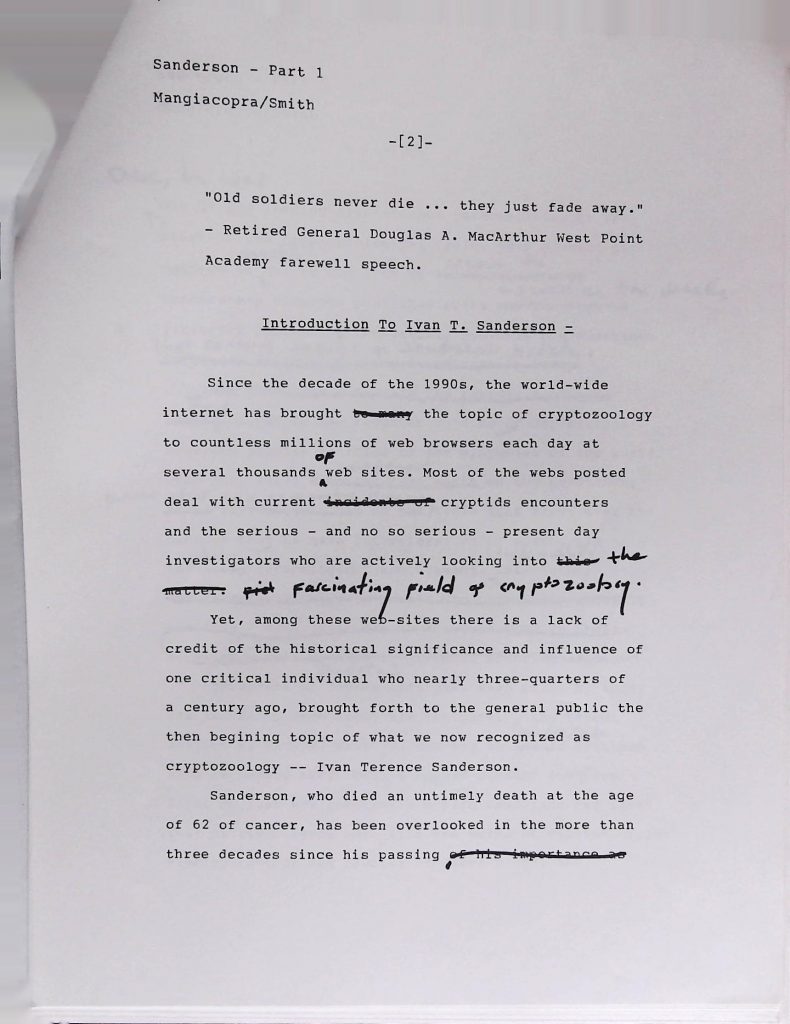 Sanderson - Part 1
Mangiacopra/Smith
-[2]-
"Old soldiers never die ... they just fade away."
- Retired General Douglas A. MacArthur West Point
Academy farewell speech.
Introduction To Ivan T. Sanderson -
Since the decade of the 1990s, the world-wide
internet has brought to many the topic of cryptozoology
to countless millions of web browsers each day at
several thousands of web sites. Most of the webs posted
deal with current incidents of cryptids encounters
and the serious - and no so serious - present day
investigators who are actively looking into this the
matter. fascinating field of cryptozoology.
Yet, among these web-sites there is a lack of
credit of the historical significance and influence of
one critical individual who nearly three-quarters of
a century ago, brought forth to the general public the
then begining topic of what we now recognized as
cryptozoology -- Ivan Terence Sanderson.
Sanderson, who died an untimely death at the age
of 62 of cancer, has been overlooked in the more than
three decades since his passing, of his importance as